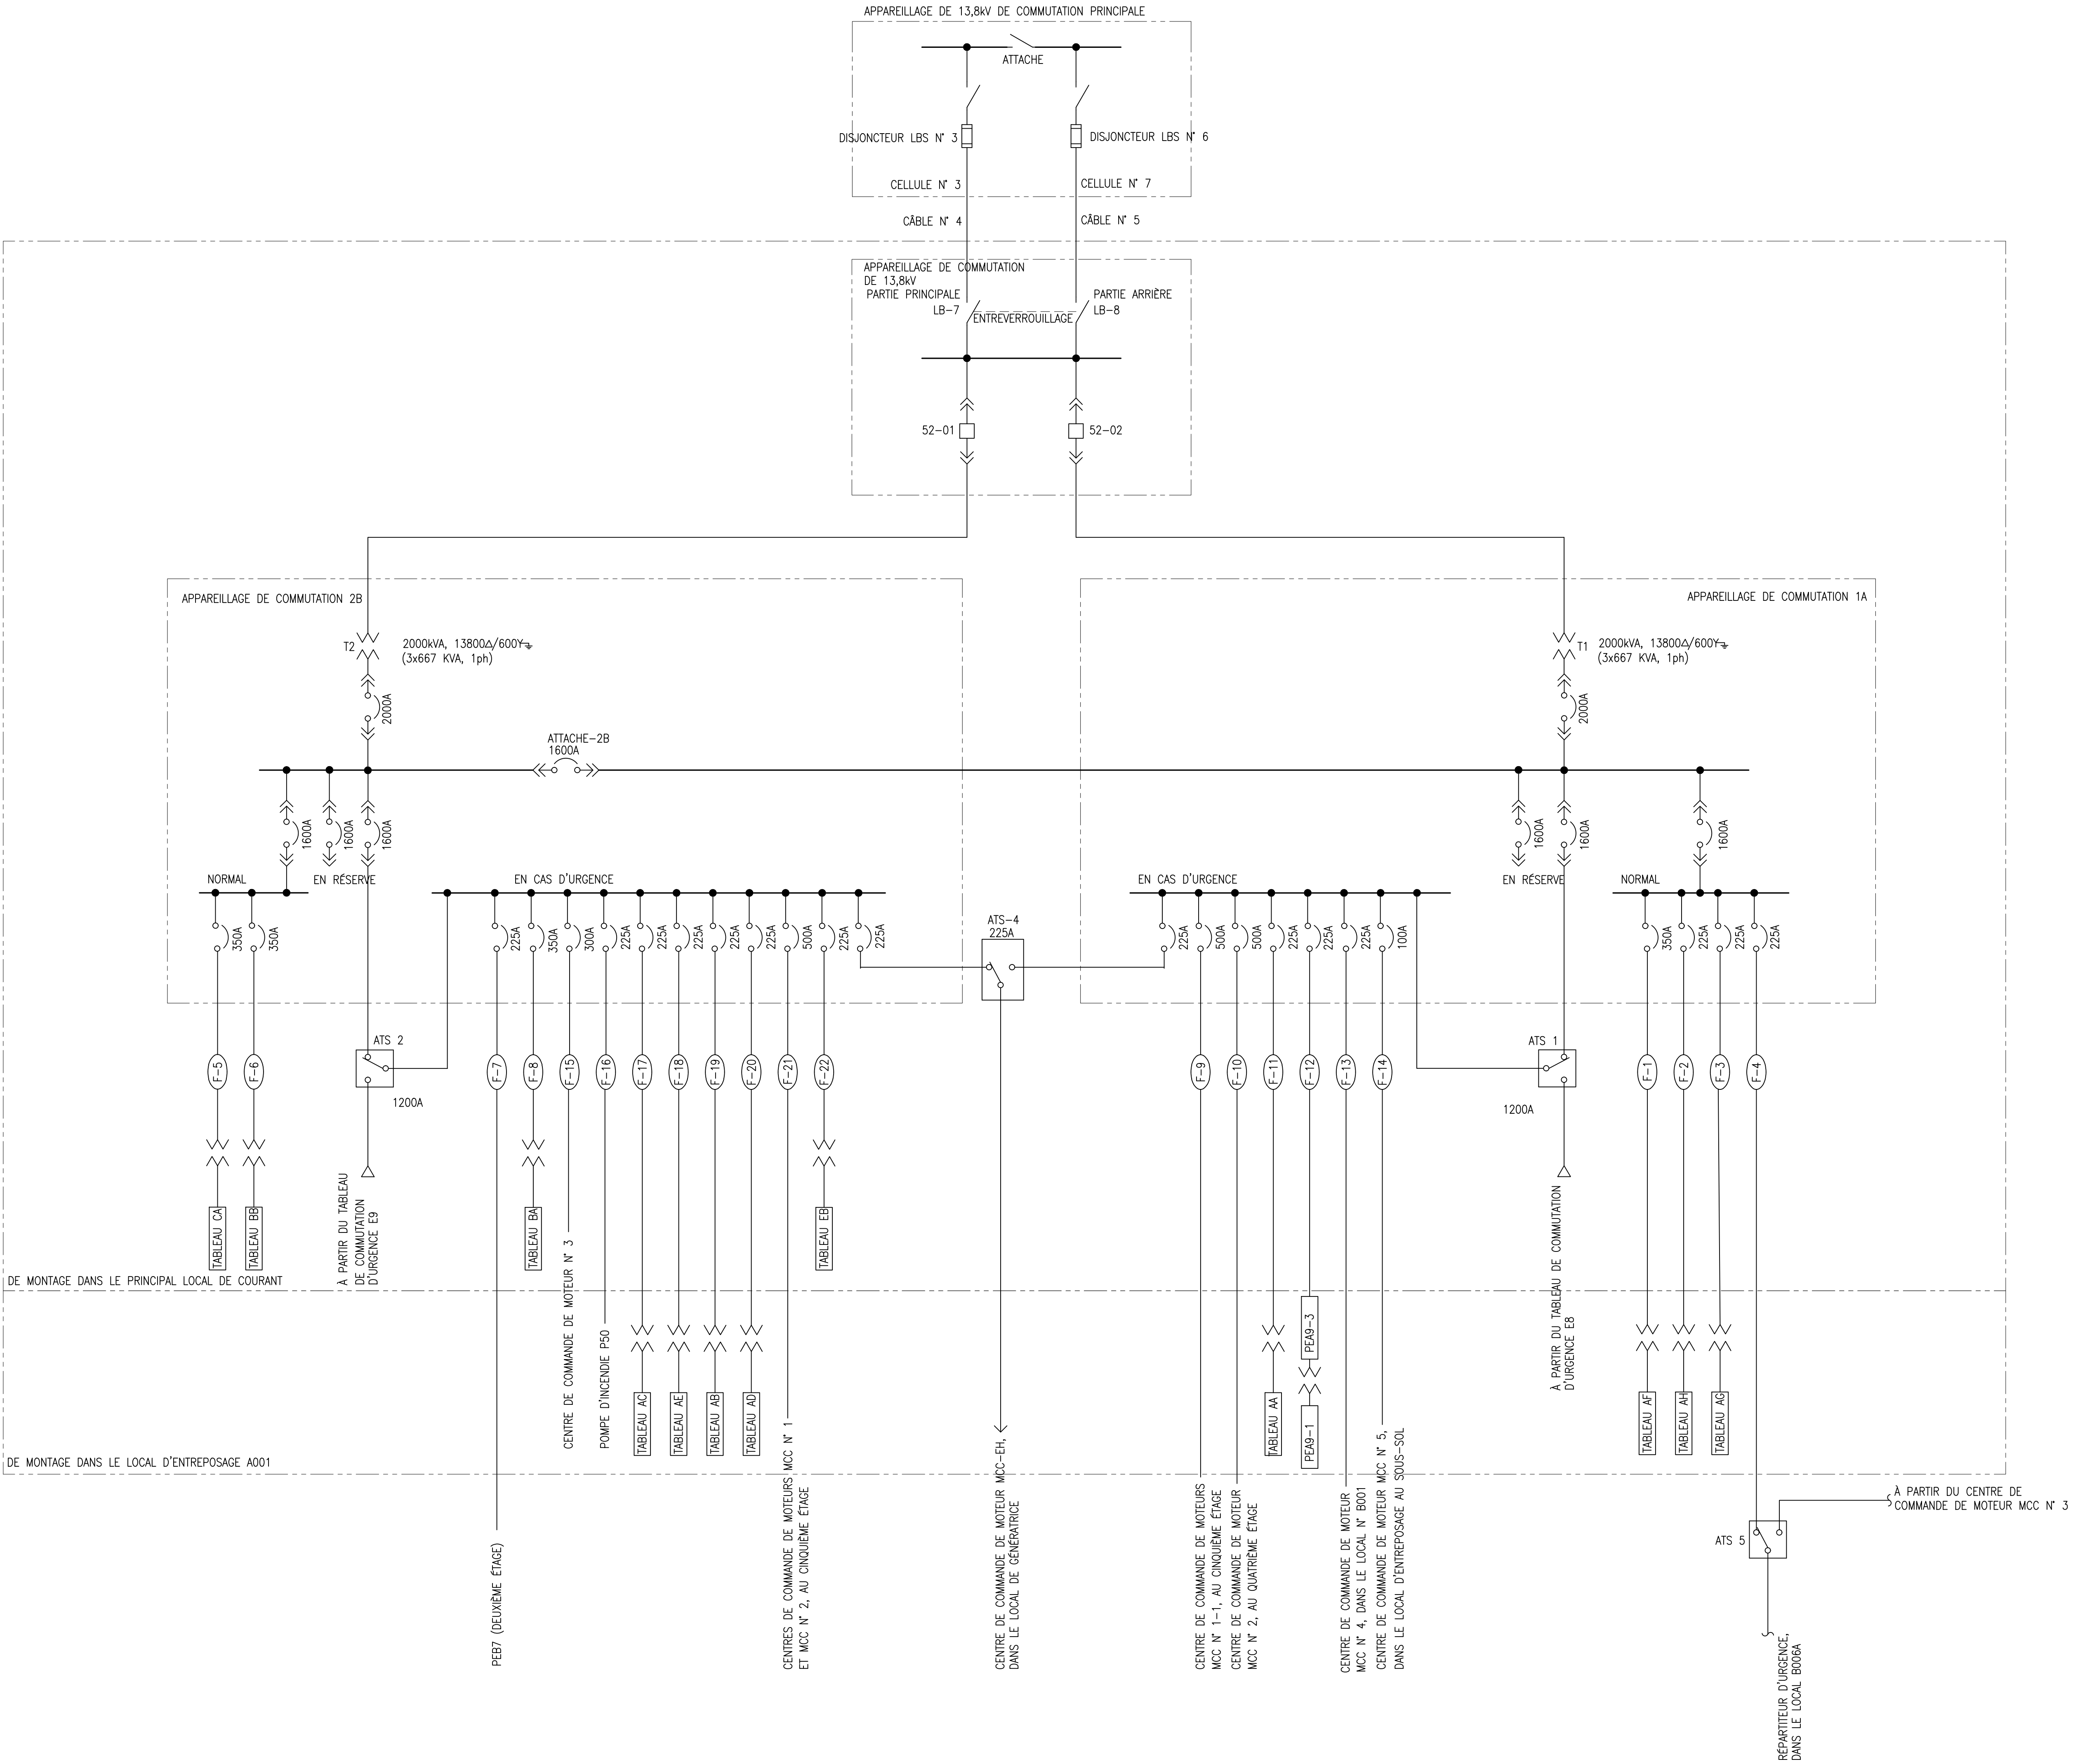 APPAREILLAGE DE 13,8kV DE COMMUTATION PRINCIPALE
ATTACHE
DISJONCTEUR LBS N° 3
DISJONCTEUR LBS N° 6
CELLULE N° 3
CELLULE N° 7
CÂBLE N° 4
CÂBLE N° 5
APPAREILLAGE DE COMMUTATION
DE 13,8kV
PARTIE PRINCIPALE
LB-7
PARTIE ARRIÈRE
LB-8
ENTREVERROUILLAGE
52-01
52-02
APPAREILLAGE DE COMMUTATION 2B
APPAREILLAGE DE COMMUTATION 1A
T2
2000kVA, 13800Δ/600Y
(3x667 KVA, 1ph)
T1
2000kVA, 13800Δ/600Y
(3x667 KVA, 1ph)
2000A
2000A
ATTACHE-2B
1600A
1600A
1600A
1600A
1600A
1600A
1600A
NORMAL
EN RÉSERVE
EN CAS D'URGENCE
EN CAS D'URGENCE
EN RÉSERVE
NORMAL
350A
350A
225A
350A
300A
225A
225A
225A
225A
225A
500A
225A
225A
ATS-4
225A
225A
500A
500A
225A
225A
225A
100A
350A
225A
225A
225A
ATS 2
1200A
ATS 1
1200A
F-5
F-6
F-7
F-8
F-15
F-16
F-17
F-18
F-19
F-20
F-21
F-22
F-9
F-10
F-11
F-12
F-13
F-14
F-1
F-2
F-3
F-4
TABLEAU CA
TABLEAU BB
À PARTIR DU TABLEAU
DE COMMUTATION
D'URGENCE E9
TABLEAU BA
TABLEAU EB
À PARTIR DU TABLEAU DE COMMUTATION
D'URGENCE E8
DE MONTAGE DANS LE PRINCIPAL LOCAL DE COURANT
CENTRE DE COMMANDE DE MOTEUR N° 3
POMPE D'INCENDIE P50
TABLEAU AC
TABLEAU AE
TABLEAU AB
TABLEAU AD
TABLEAU AA
PEA9-3
PEA9-1
TABLEAU AF
TABLEAU AH
TABLEAU AG
DE MONTAGE DANS LE LOCAL D'ENTREPOSAGE A001
PEB7 (DEUXIÈME ÉTAGE)
CENTRES DE COMMANDE DE MOTEURS MCC N° 1
ET MCC N° 2, AU CINQUIÈME ÉTAGE
CENTRE DE COMMANDE DE MOTEUR MCC-EH,
DANS LE LOCAL DE GÉNÉRATRICE
CENTRE DE COMMANDE DE MOTEURS
MCC N° 1-1, AU CINQUIÈME ÉTAGE
CENTRE DE COMMANDE DE MOTEUR
MCC N° 2, AU QUATRIÈME ÉTAGE
CENTRE DE COMMANDE DE MOTEUR
MCC N° 4, DANS LE LOCAL N° B001
CENTRE DE COMMANDE DE MOTEUR MCC N° 5,
DANS LE LOCAL D'ENTREPOSAGE AU SOUS-SOL
À PARTIR DU CENTRE DE
COMMANDE DE MOTEUR MCC N° 3
ATS 5
RÉPARTITEUR D'URGENCE,
DANS LE LOCAL B006A